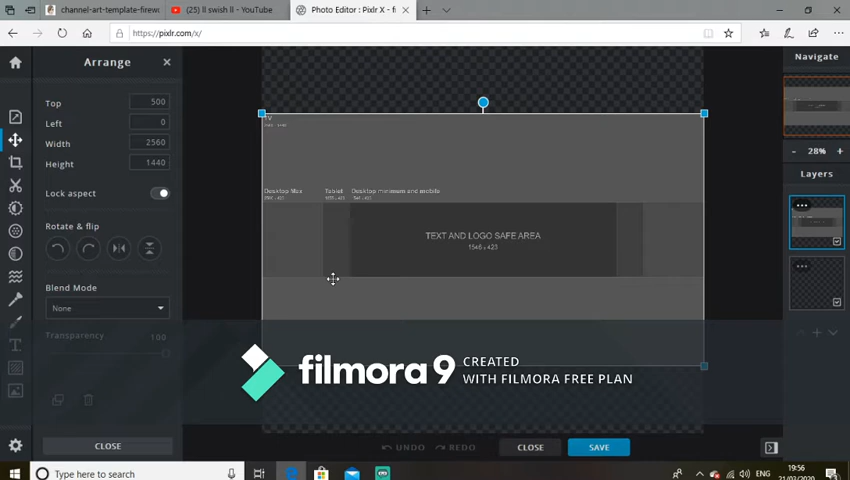 channel-art-template-firewo
(25) ll swish ll - YouTube
Photo Editor : Pixlr X - f
https://pixlr.com/x/
Arrange
Navigate
Top 500
Left 0
Width 2560
Height 1440
Lock aspect
Rotate & flip
Blend Mode
None
Transparency 100
CLOSE
TV
Desktop Max
Tablet
Desktop minimum and mobile
TEXT AND LOGO SAFE AREA
1546 x 423
28%
Layers
filmora 9 CREATED
WITH FILMORA FREE PLAN
UNDO
REDO
CLOSE
SAVE
Type here to search
ENG
19:56
21/03/2020